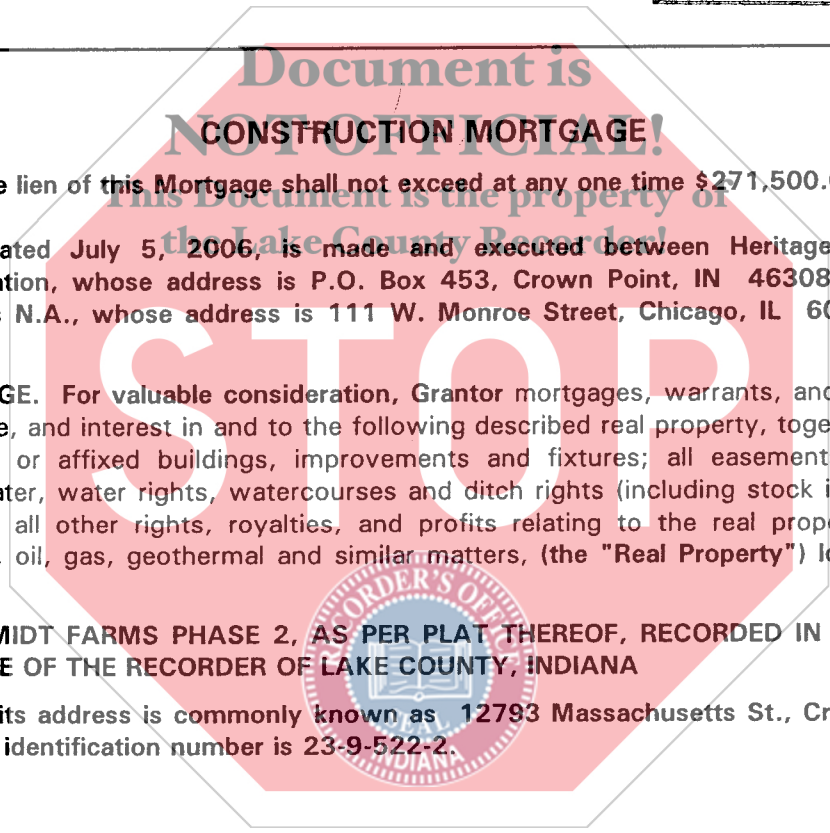 Document is
NOT OFFICIAL!
CONSTRUCTION MORTGAGE
This Document is the property of
the Lake County Recorder!
e lien of this Mortgage shall not exceed at any one time $271,500.
ated July 5, 2006, is made and executed between Heritage
ation, whose address is P.O. Box 453, Crown Point, IN 46308
N.A., whose address is 111 W. Monroe Street, Chicago, IL 60
STOP
GE. For valuable consideration, Grantor mortgages, warrants, and
e, and interest in and to the following described real property, toge
or affixed buildings, improvements and fixtures; all easement
ater, water rights, watercourses and ditch rights (including stock i
all other rights, royalties, and profits relating to the real prope
oil, gas, geothermal and similar matters, (the "Real Property") lo
MIDT FARMS PHASE 2, AS PER PLAT THEREOF, RECORDED IN
E OF THE RECORDER OF LAKE COUNTY, INDIANA
its address is commonly known as 12793 Massachusetts St., Cr
identification number is 23-9-522-2.
RECORDER'S OFFICE
SEAL
INDIANA